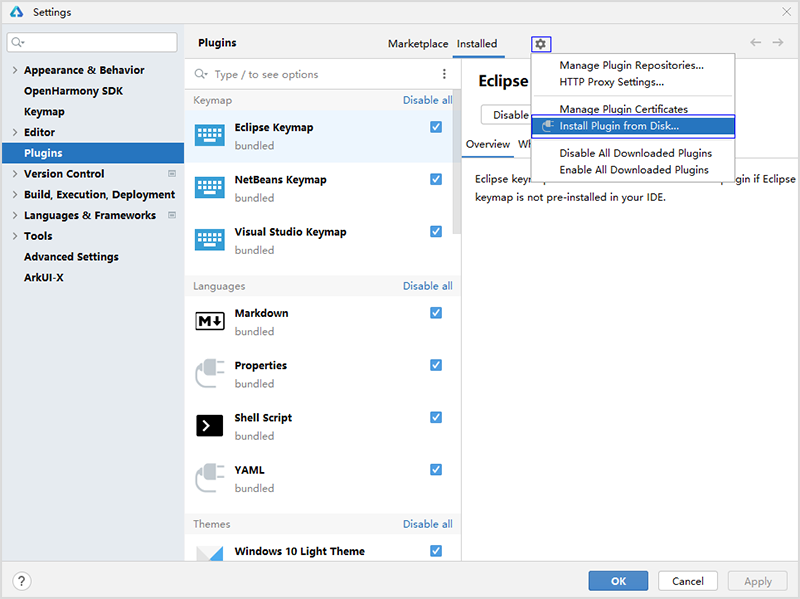 Settings
Plugins
Marketplace
Installed
Appearance & Behavior
OpenHarmony SDK
Keymap
Editor
Plugins
Version Control
Build, Execution, Deployment
Languages & Frameworks
Tools
Advanced Settings
ArkUI-X
Type / to see options
Keymap
Disable all
Eclipse Keymap
bundled
NetBeans Keymap
bundled
Visual Studio Keymap
bundled
Languages
Disable all
Markdown
bundled
Properties
bundled
Shell Script
bundled
YAML
bundled
Themes
Disable all
Windows 10 Light Theme
Eclipse
Disable
Overview
Eclipse
if Eclipse
keymap is not pre-installed in your IDE.
Manage Plugin Repositories...
HTTP Proxy Settings...
Manage Plugin Certificates
Install Plugin from Disk...
Disable All Downloaded Plugins
Enable All Downloaded Plugins
?
OK
Cancel
Apply